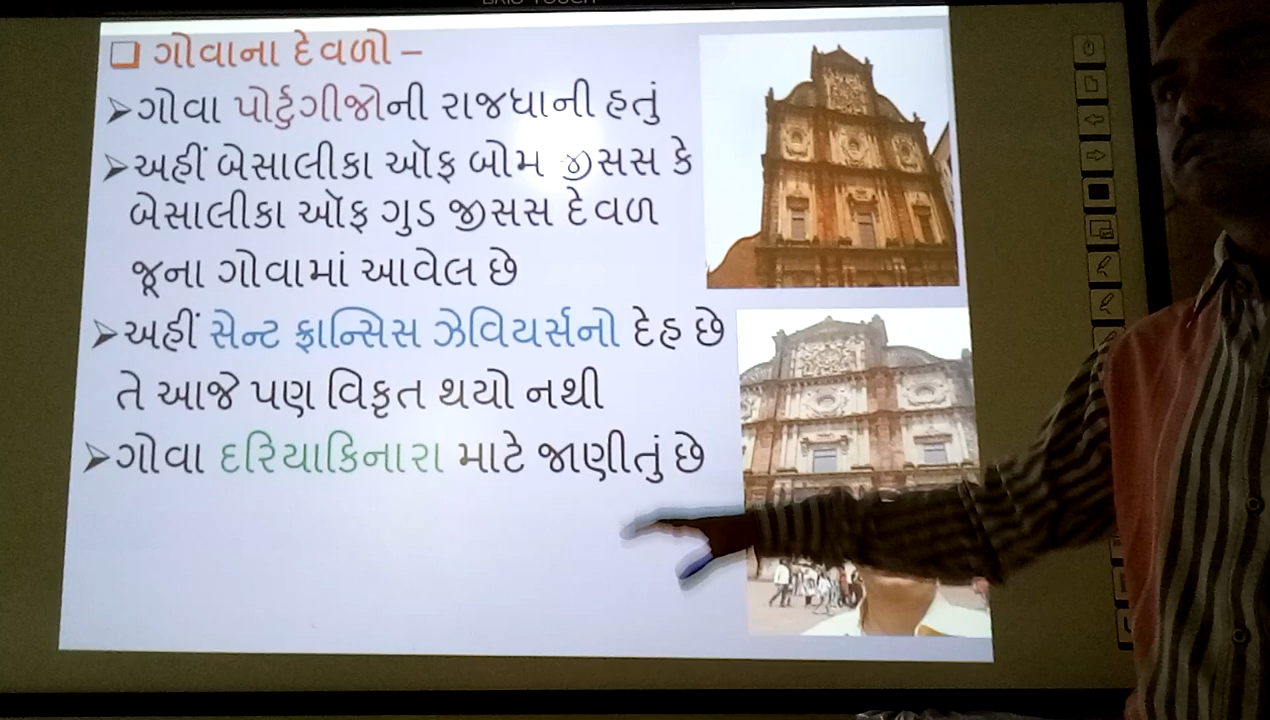 ❑ ગોવાના દેવળો –
➢ગોવા પોર્ટુગીજોની રાજધાની હતું
➢અહીં બેસાલીકા ઑફ બોમ જીસસ કે
બેસાલીકા ઑફ ગુડ જીસસ દેવળ
જૂના ગોવામાં આવેલ છે
➢અહીં સેન્ટ ફ્રાન્સિસ ઝેવિયર્સનો દેહ છે
તે આજે પણ વિકૃત થયો નથી
➢ગોવા દરિયાકિનારા માટે જાણીતું છે